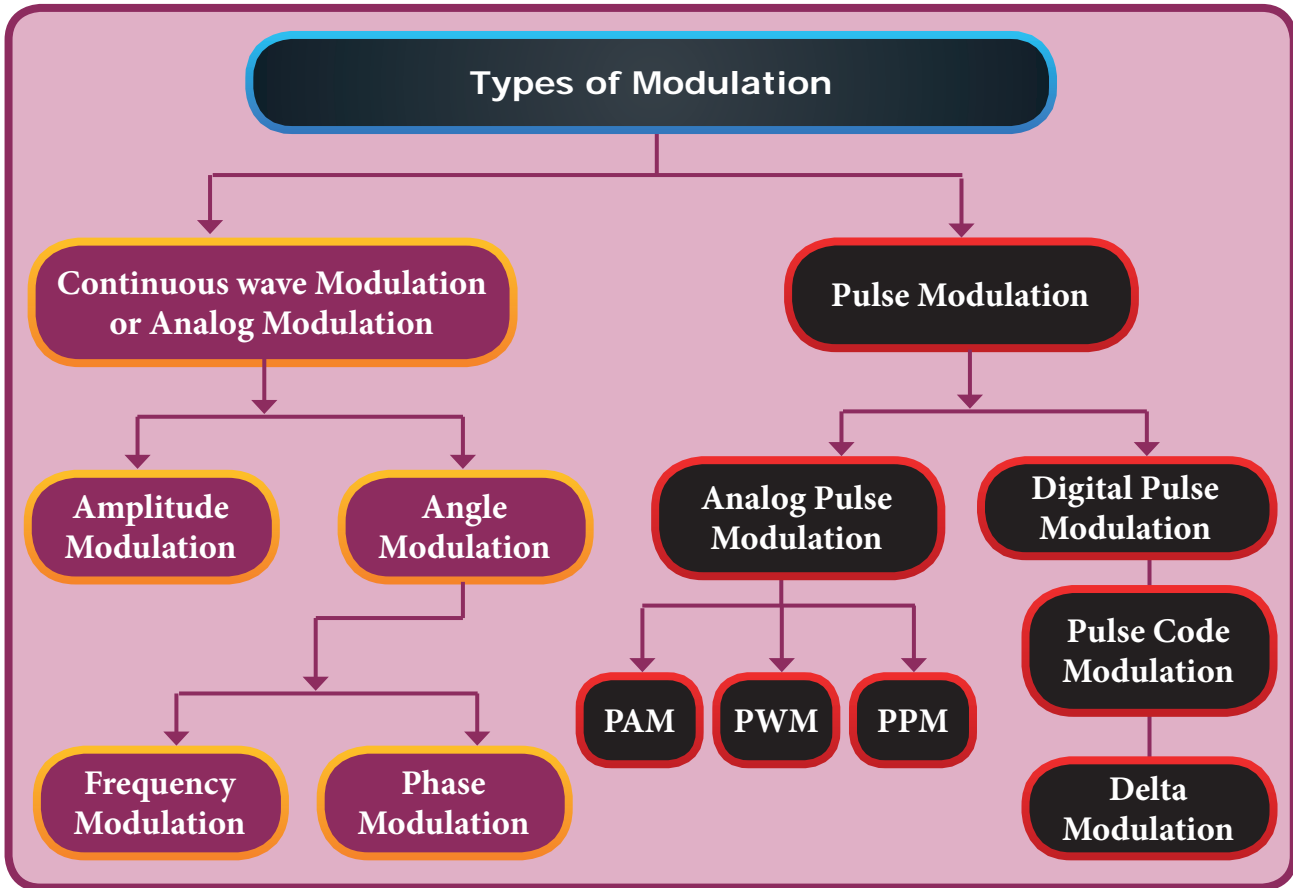 Types of Modulation
Continuous wave Modulation
or Analog Modulation
Pulse Modulation
Amplitude
Modulation
Angle
Modulation
Analog Pulse
Modulation
Digital Pulse
Modulation
Pulse Code
Modulation
PAM
PWM
PPM
Frequency
Modulation
Phase
Modulation
Delta
Modulation